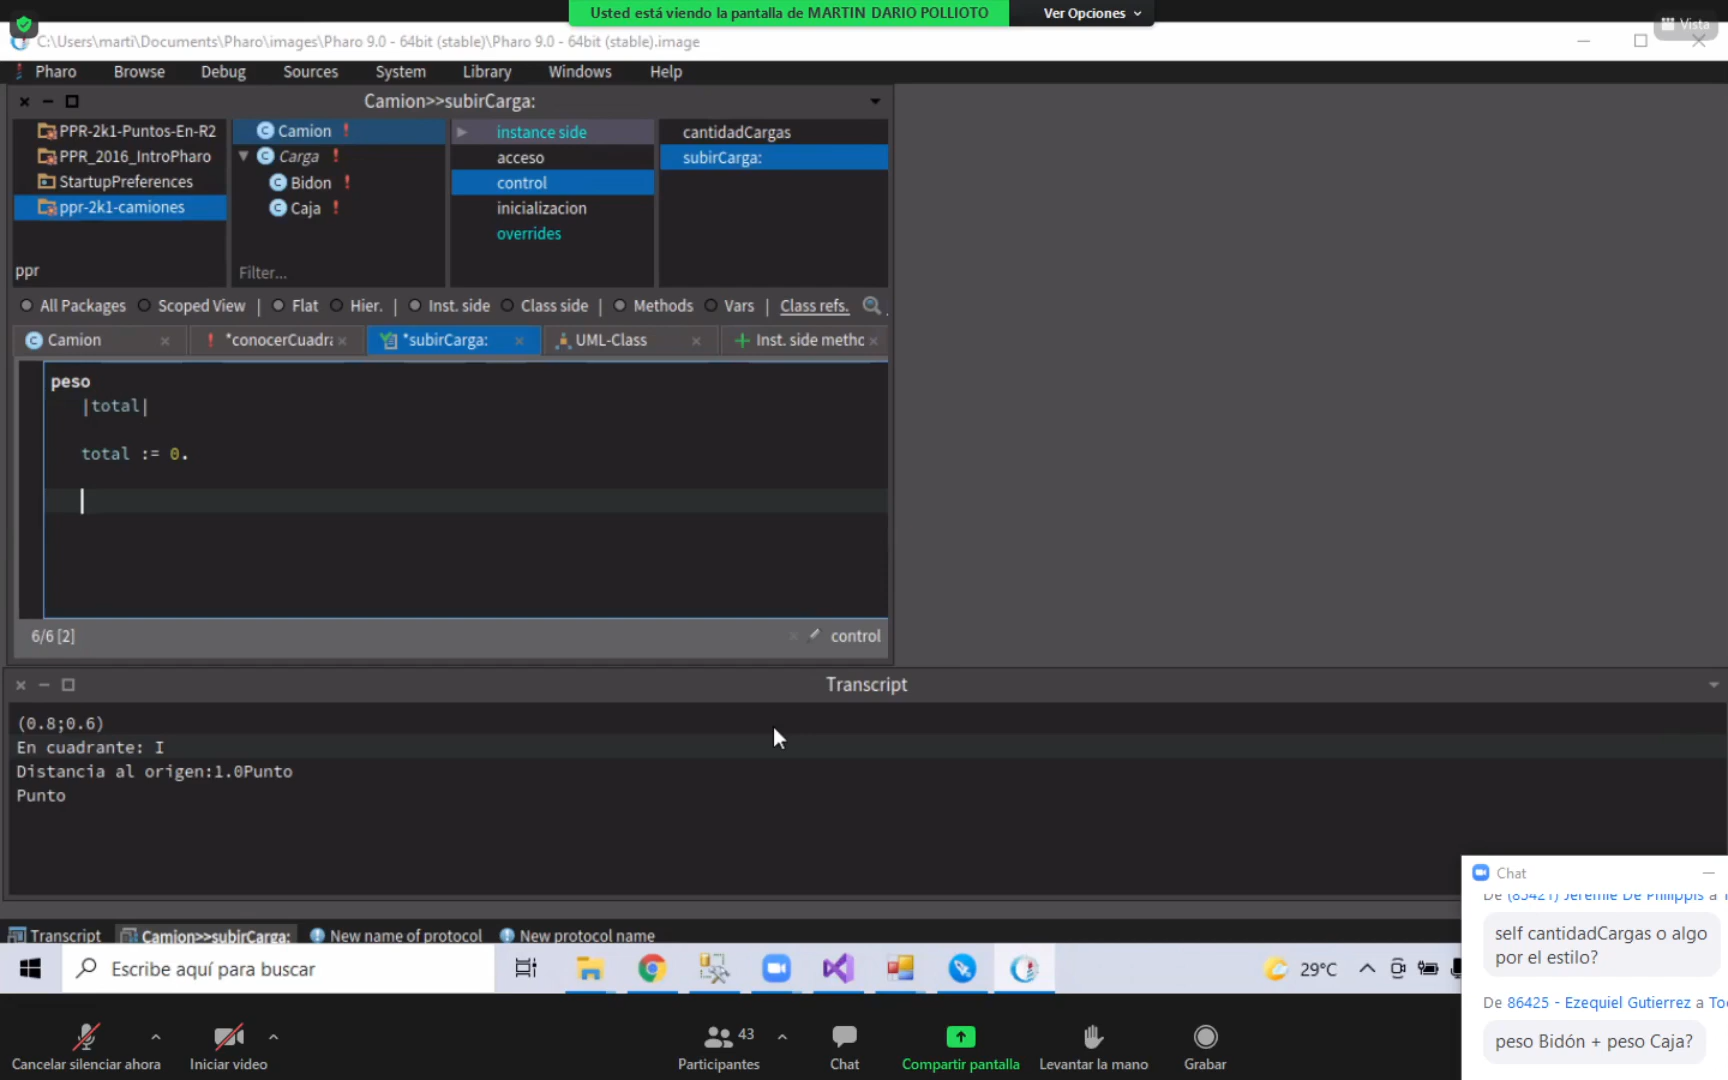 Usted está viendo la pantalla de MARTIN DARIO POLLIOTO
Ver Opciones
Vista
C:\Users\marti\Documents\Pharo\images\Pharo 9.0 - 64bit (stable)\Pharo 9.0 - 64bit (stable).image
Pharo Browse Debug Sources System Library Windows Help
Camion>>subirCarga:
PPR-2k1-Puntos-En-R2
PPR_2016_IntroPharo
StartupPreferences
ppr-2k1-camiones
ppr
Camion
Carga
Bidon
Caja
Filter...
instance side
acceso
control
inicializacion
overrides
cantidadCargas
subirCarga:
All Packages Scoped View | Flat Hier. | Inst. side Class side | Methods Vars | Class refs.
Camion *conocerCuadra *subirCarga: UML-Class Inst. side metho
peso
|total|
total := 0.
6/6 [2]
control
Transcript
(0.8;0.6)
En cuadrante: I
Distancia al origen:1.0Punto
Punto
Transcript Camion>>subirCarga: New name of protocol New protocol name
Escribe aquí para buscar
29°C
Chat
De (85421) Jeremie De Philippis a
self cantidadCargas o algo
por el estilo?
De 86425 - Ezequiel Gutierrez a To
peso Bidón + peso Caja?
Cancelar silenciar ahora
Iniciar video
43
Participantes
Chat
Compartir pantalla
Levantar la mano
Grabar